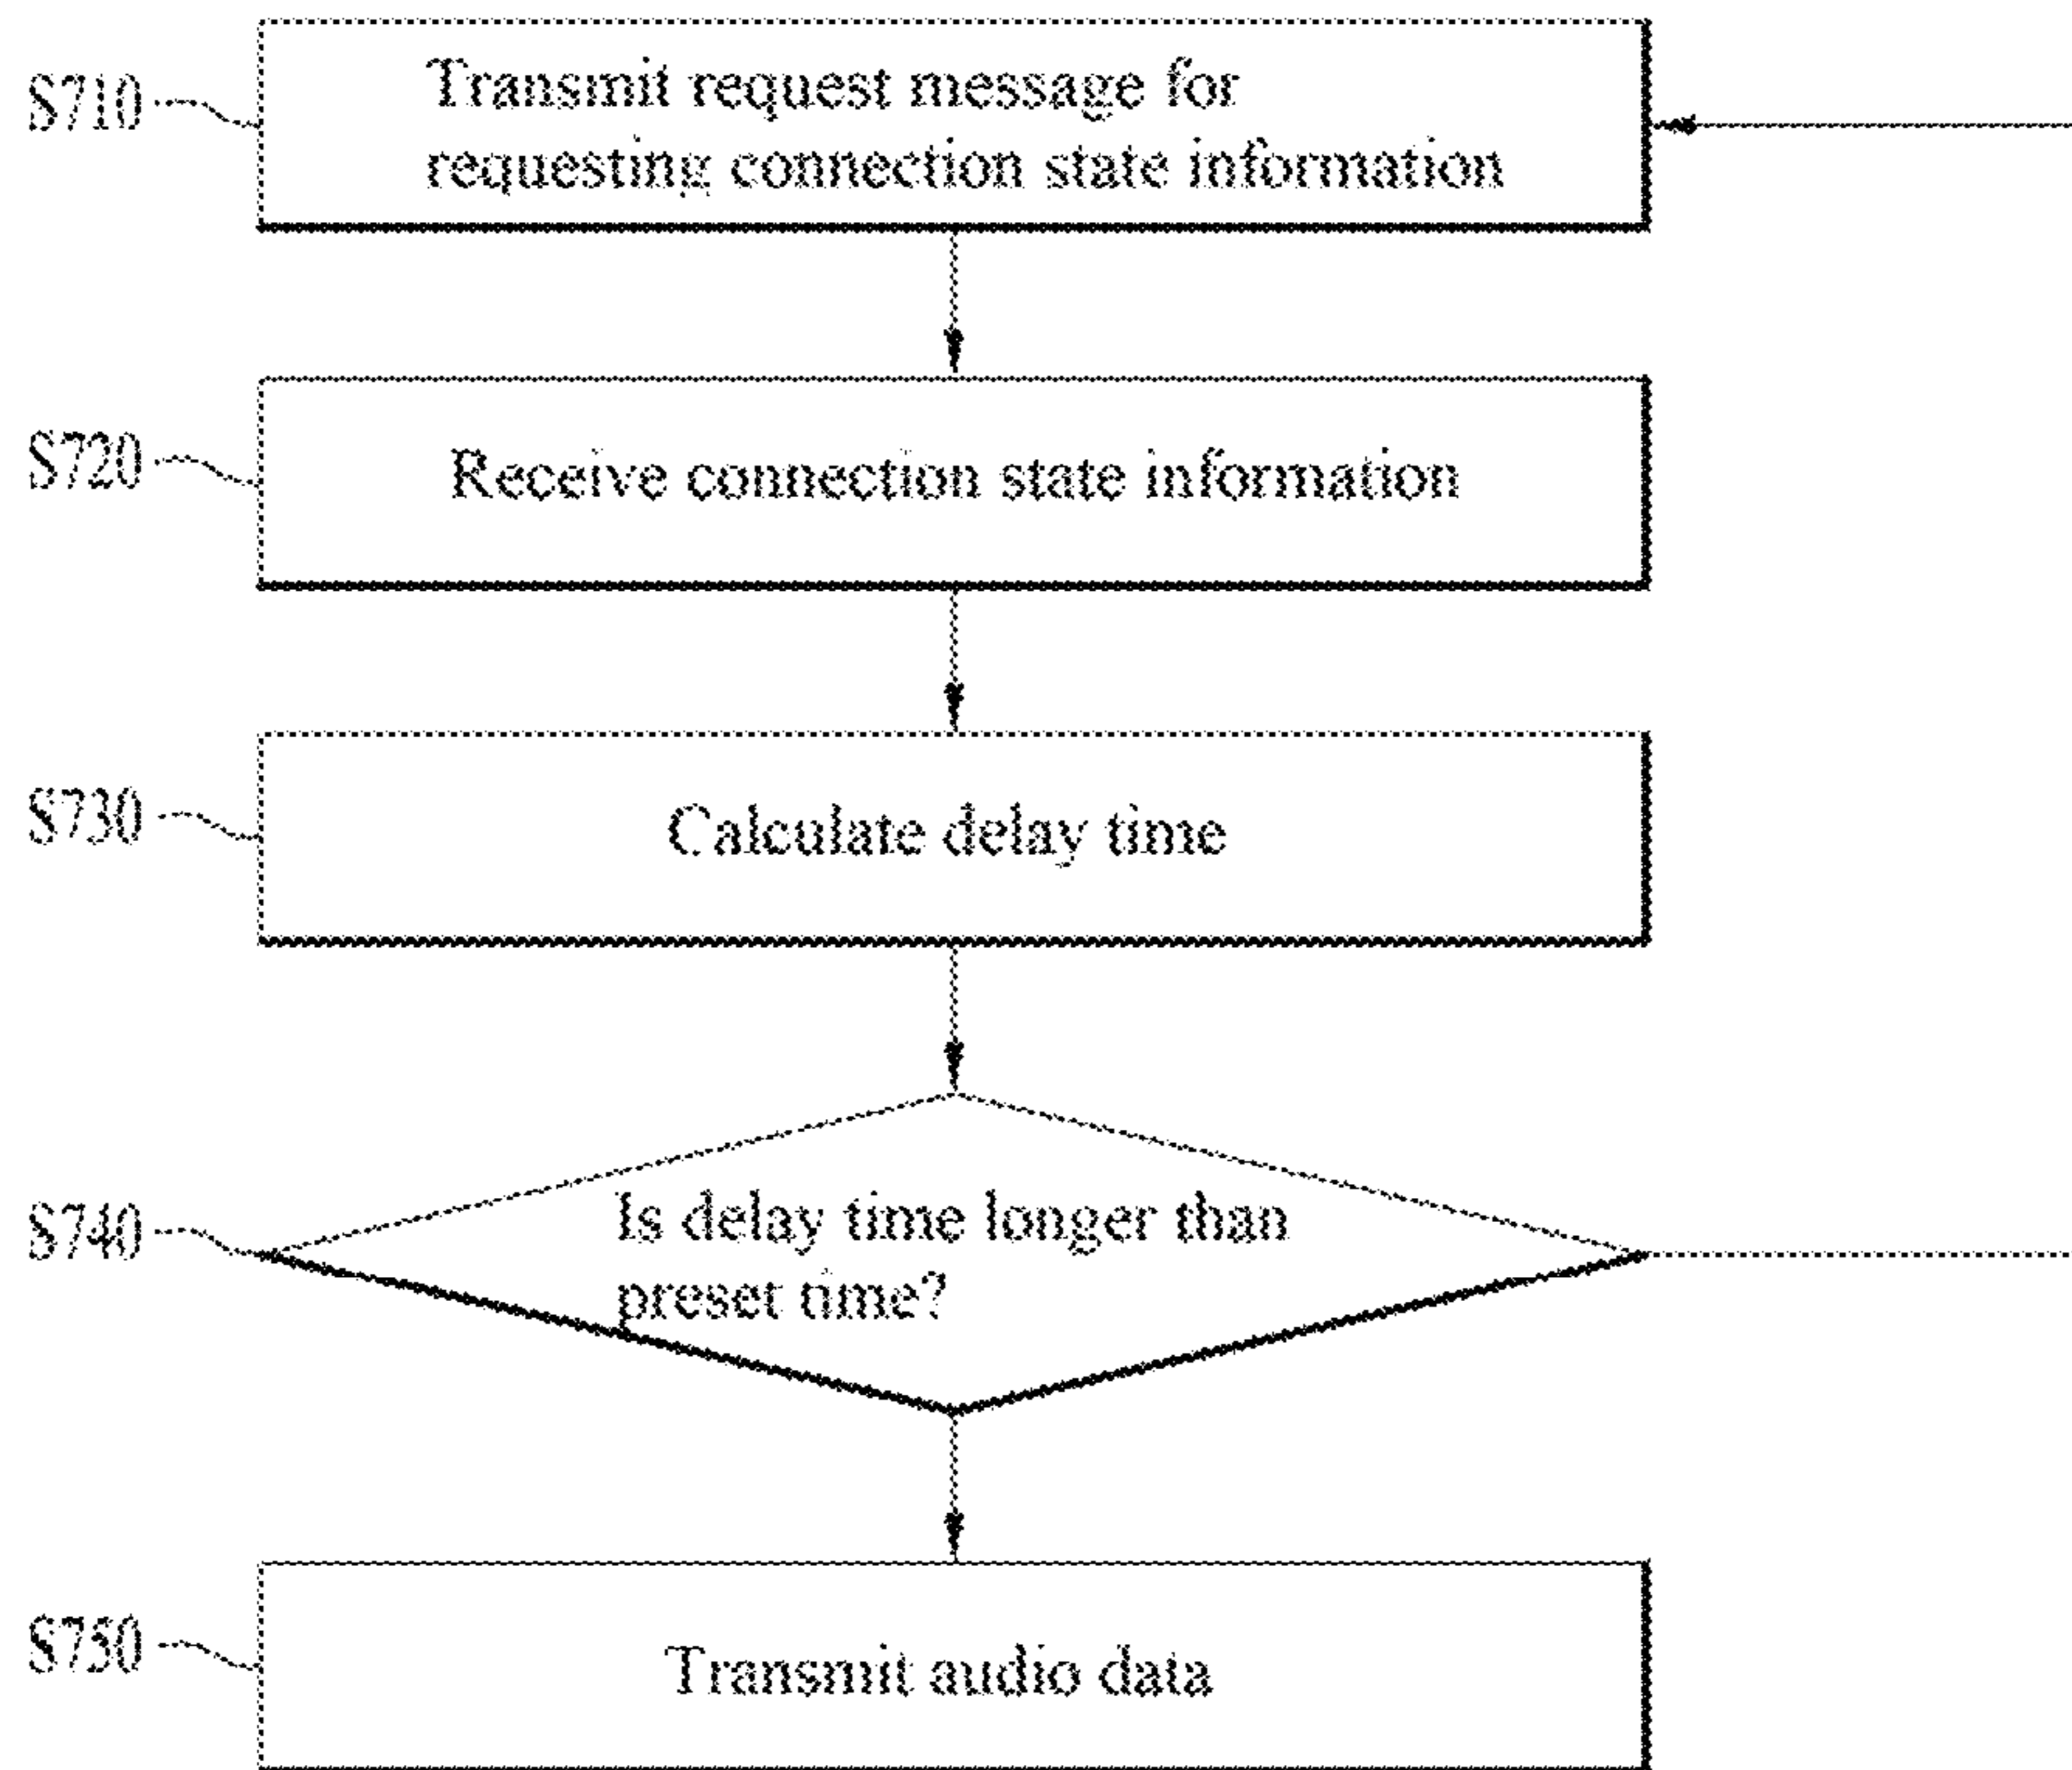 S710
Transmit request message for
requesting connection state information
S720
Receive connection state information
S730
Calculate delay time
S740
Is delay time longer than
preset time?
S750
Transmit audio data